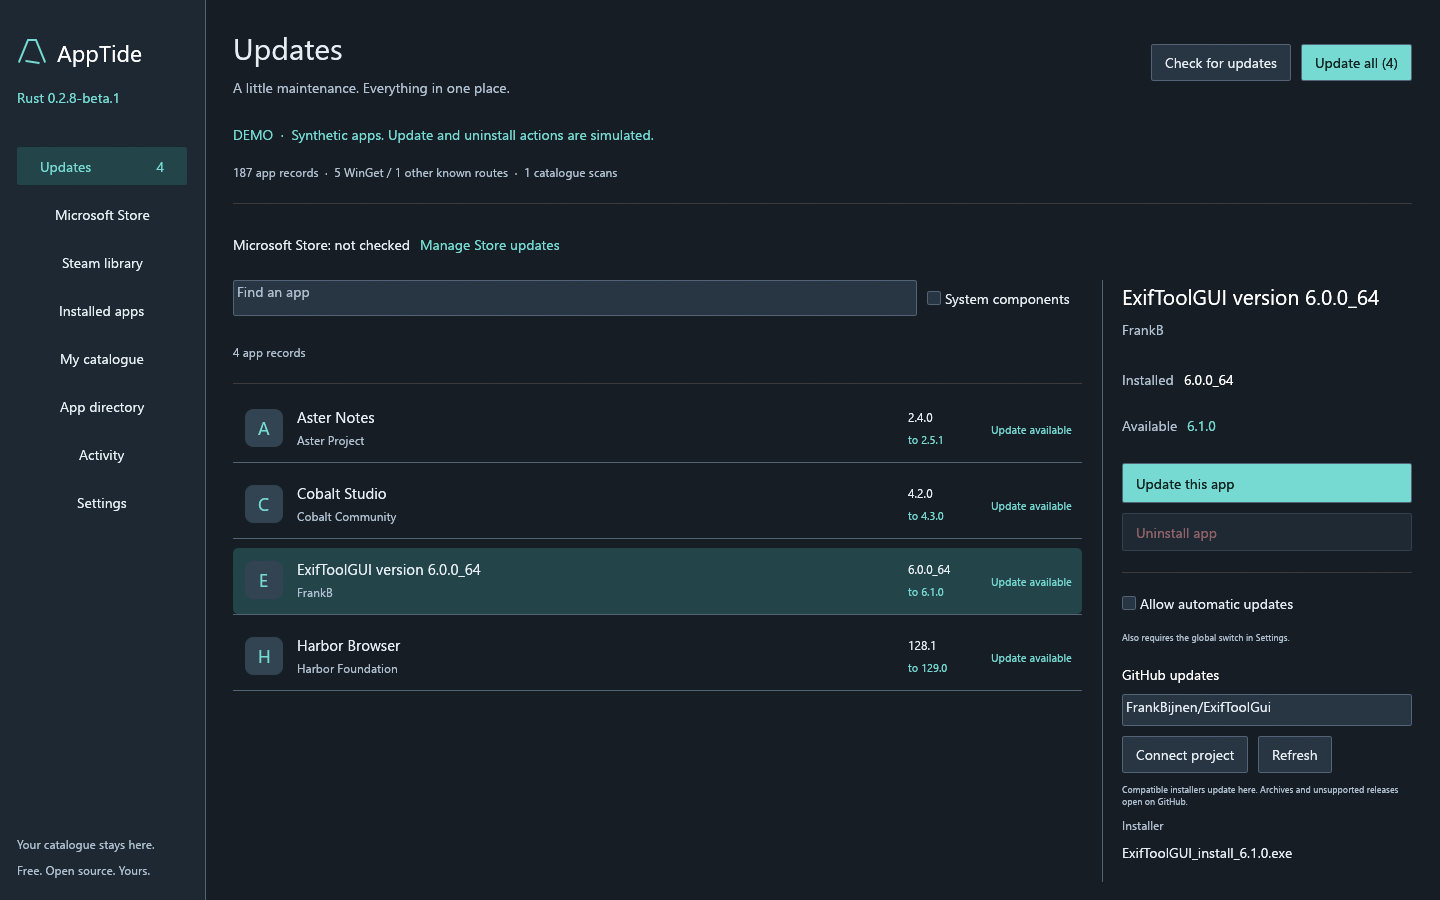 AppTide
Rust 0.2.8-beta.1
Updates 4
Microsoft Store
Steam library
Installed apps
My catalogue
App directory
Activity
Settings
Your catalogue stays here.
Free. Open source. Yours.
Updates
A little maintenance. Everything in one place.
Check for updates
Update all (4)
DEMO · Synthetic apps. Update and uninstall actions are simulated.
187 app records · 5 WinGet / 1 other known routes · 1 catalogue scans
Microsoft Store: not checked Manage Store updates
Find an app
System components
4 app records
A
Aster Notes
Aster Project
2.4.0
to 2.5.1
Update available
C
Cobalt Studio
Cobalt Community
4.2.0
to 4.3.0
Update available
E
ExifToolGUI version 6.0.0_64
FrankB
6.0.0_64
to 6.1.0
Update available
H
Harbor Browser
Harbor Foundation
128.1
to 129.0
Update available
ExifToolGUI version 6.0.0_64
FrankB
Installed 6.0.0_64
Available 6.1.0
Update this app
Uninstall app
Allow automatic updates
Also requires the global switch in Settings.
GitHub updates
FrankBijnen/ExifToolGui
Connect project
Refresh
Compatible installers update here. Archives and unsupported releases
open on GitHub.
Installer
ExifToolGUI_install_6.1.0.exe